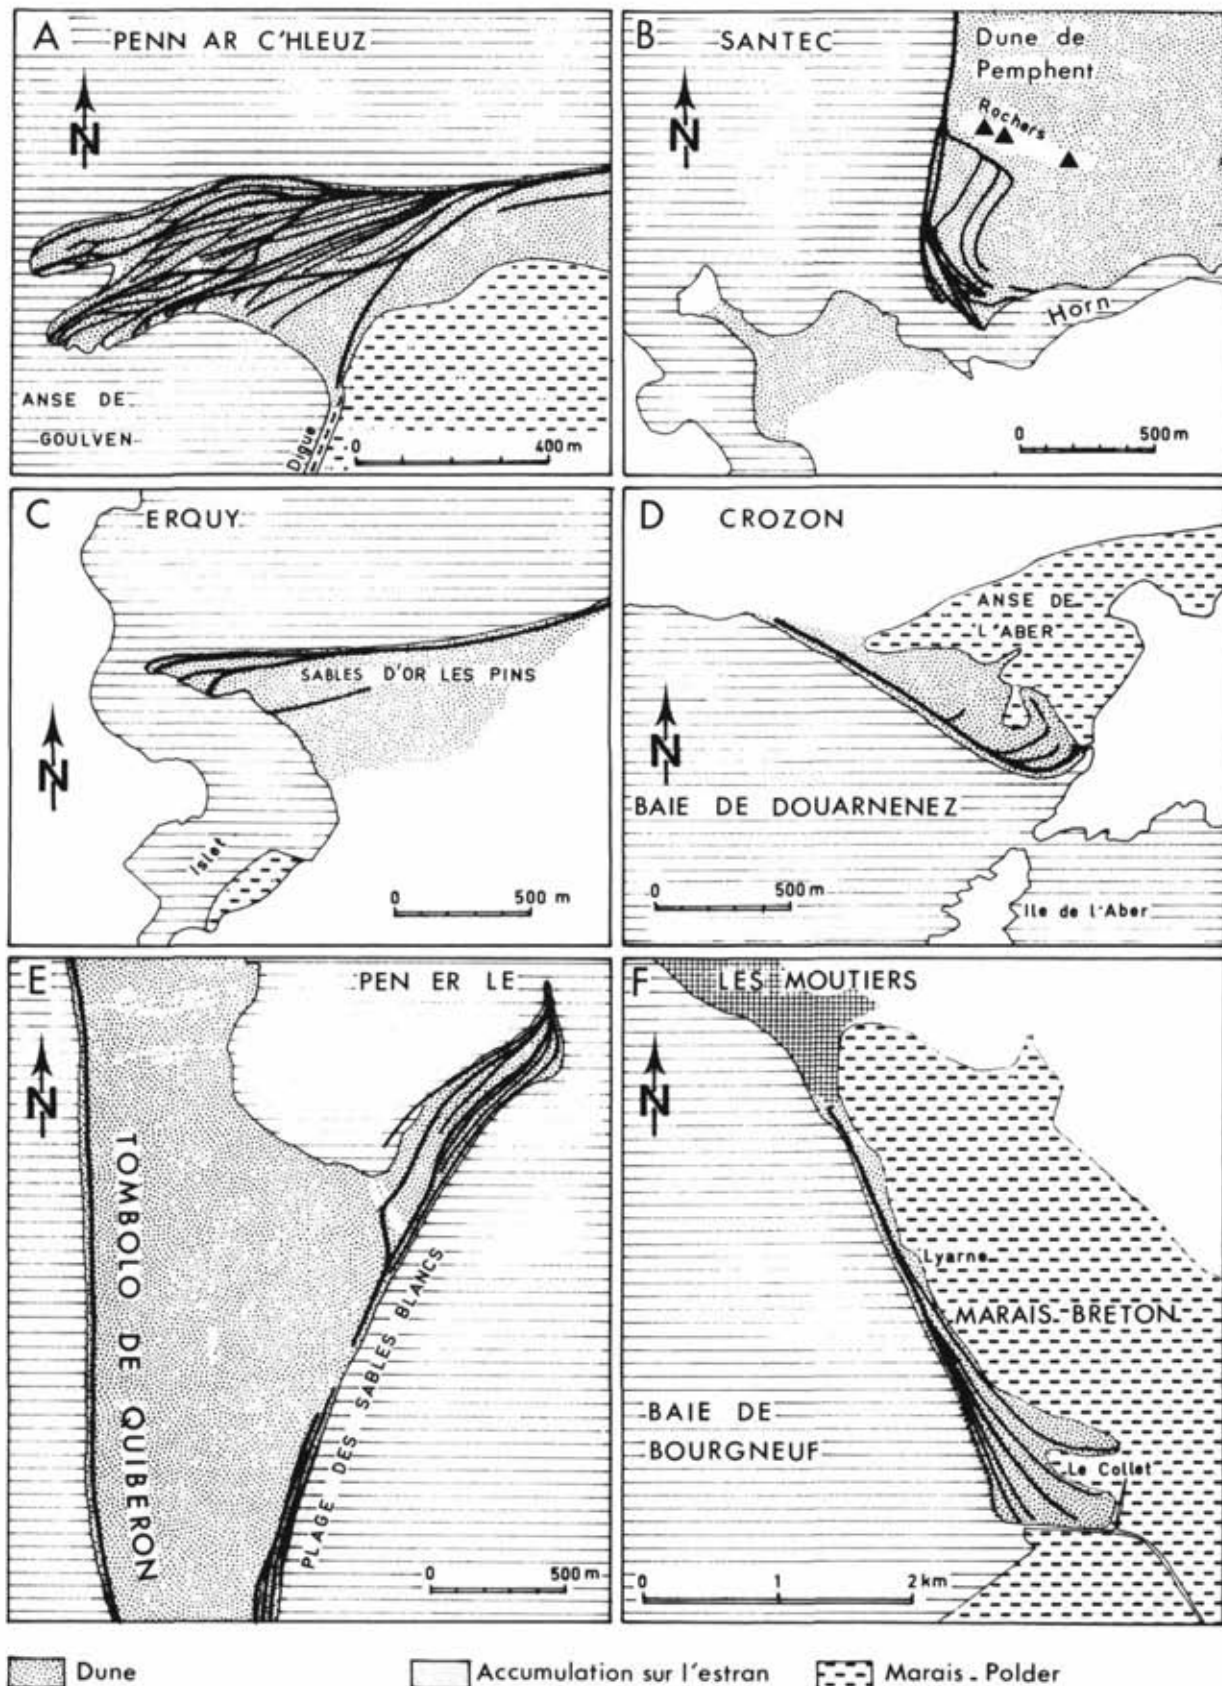 A PENN AR C'HLEUZ
N
ANSE DE
GOULVEN
Digue
0 400 m
B SANTEC
Dune de
Pemphent
Rochers
N
Horn
0 500 m
C ERQUY
SABLES D'OR LES PINS
N
Islet
0 500 m
D CROZON
ANSE DE
L'ABER
N
BAIE DE DOUARNENEZ
0 500 m
Ile de l'Aber
E PEN ER LE
N
TOMBOLO DE QUIBERON
PLAGE DES SABLES BLANCS
0 500 m
F LES MOUTIERS
N
Lyarne
MARAIS BRETON
BAIE DE
BOURGNEUF
Le Collet
0 1 2 km
Dune Accumulation sur l'estran Marais - Polder